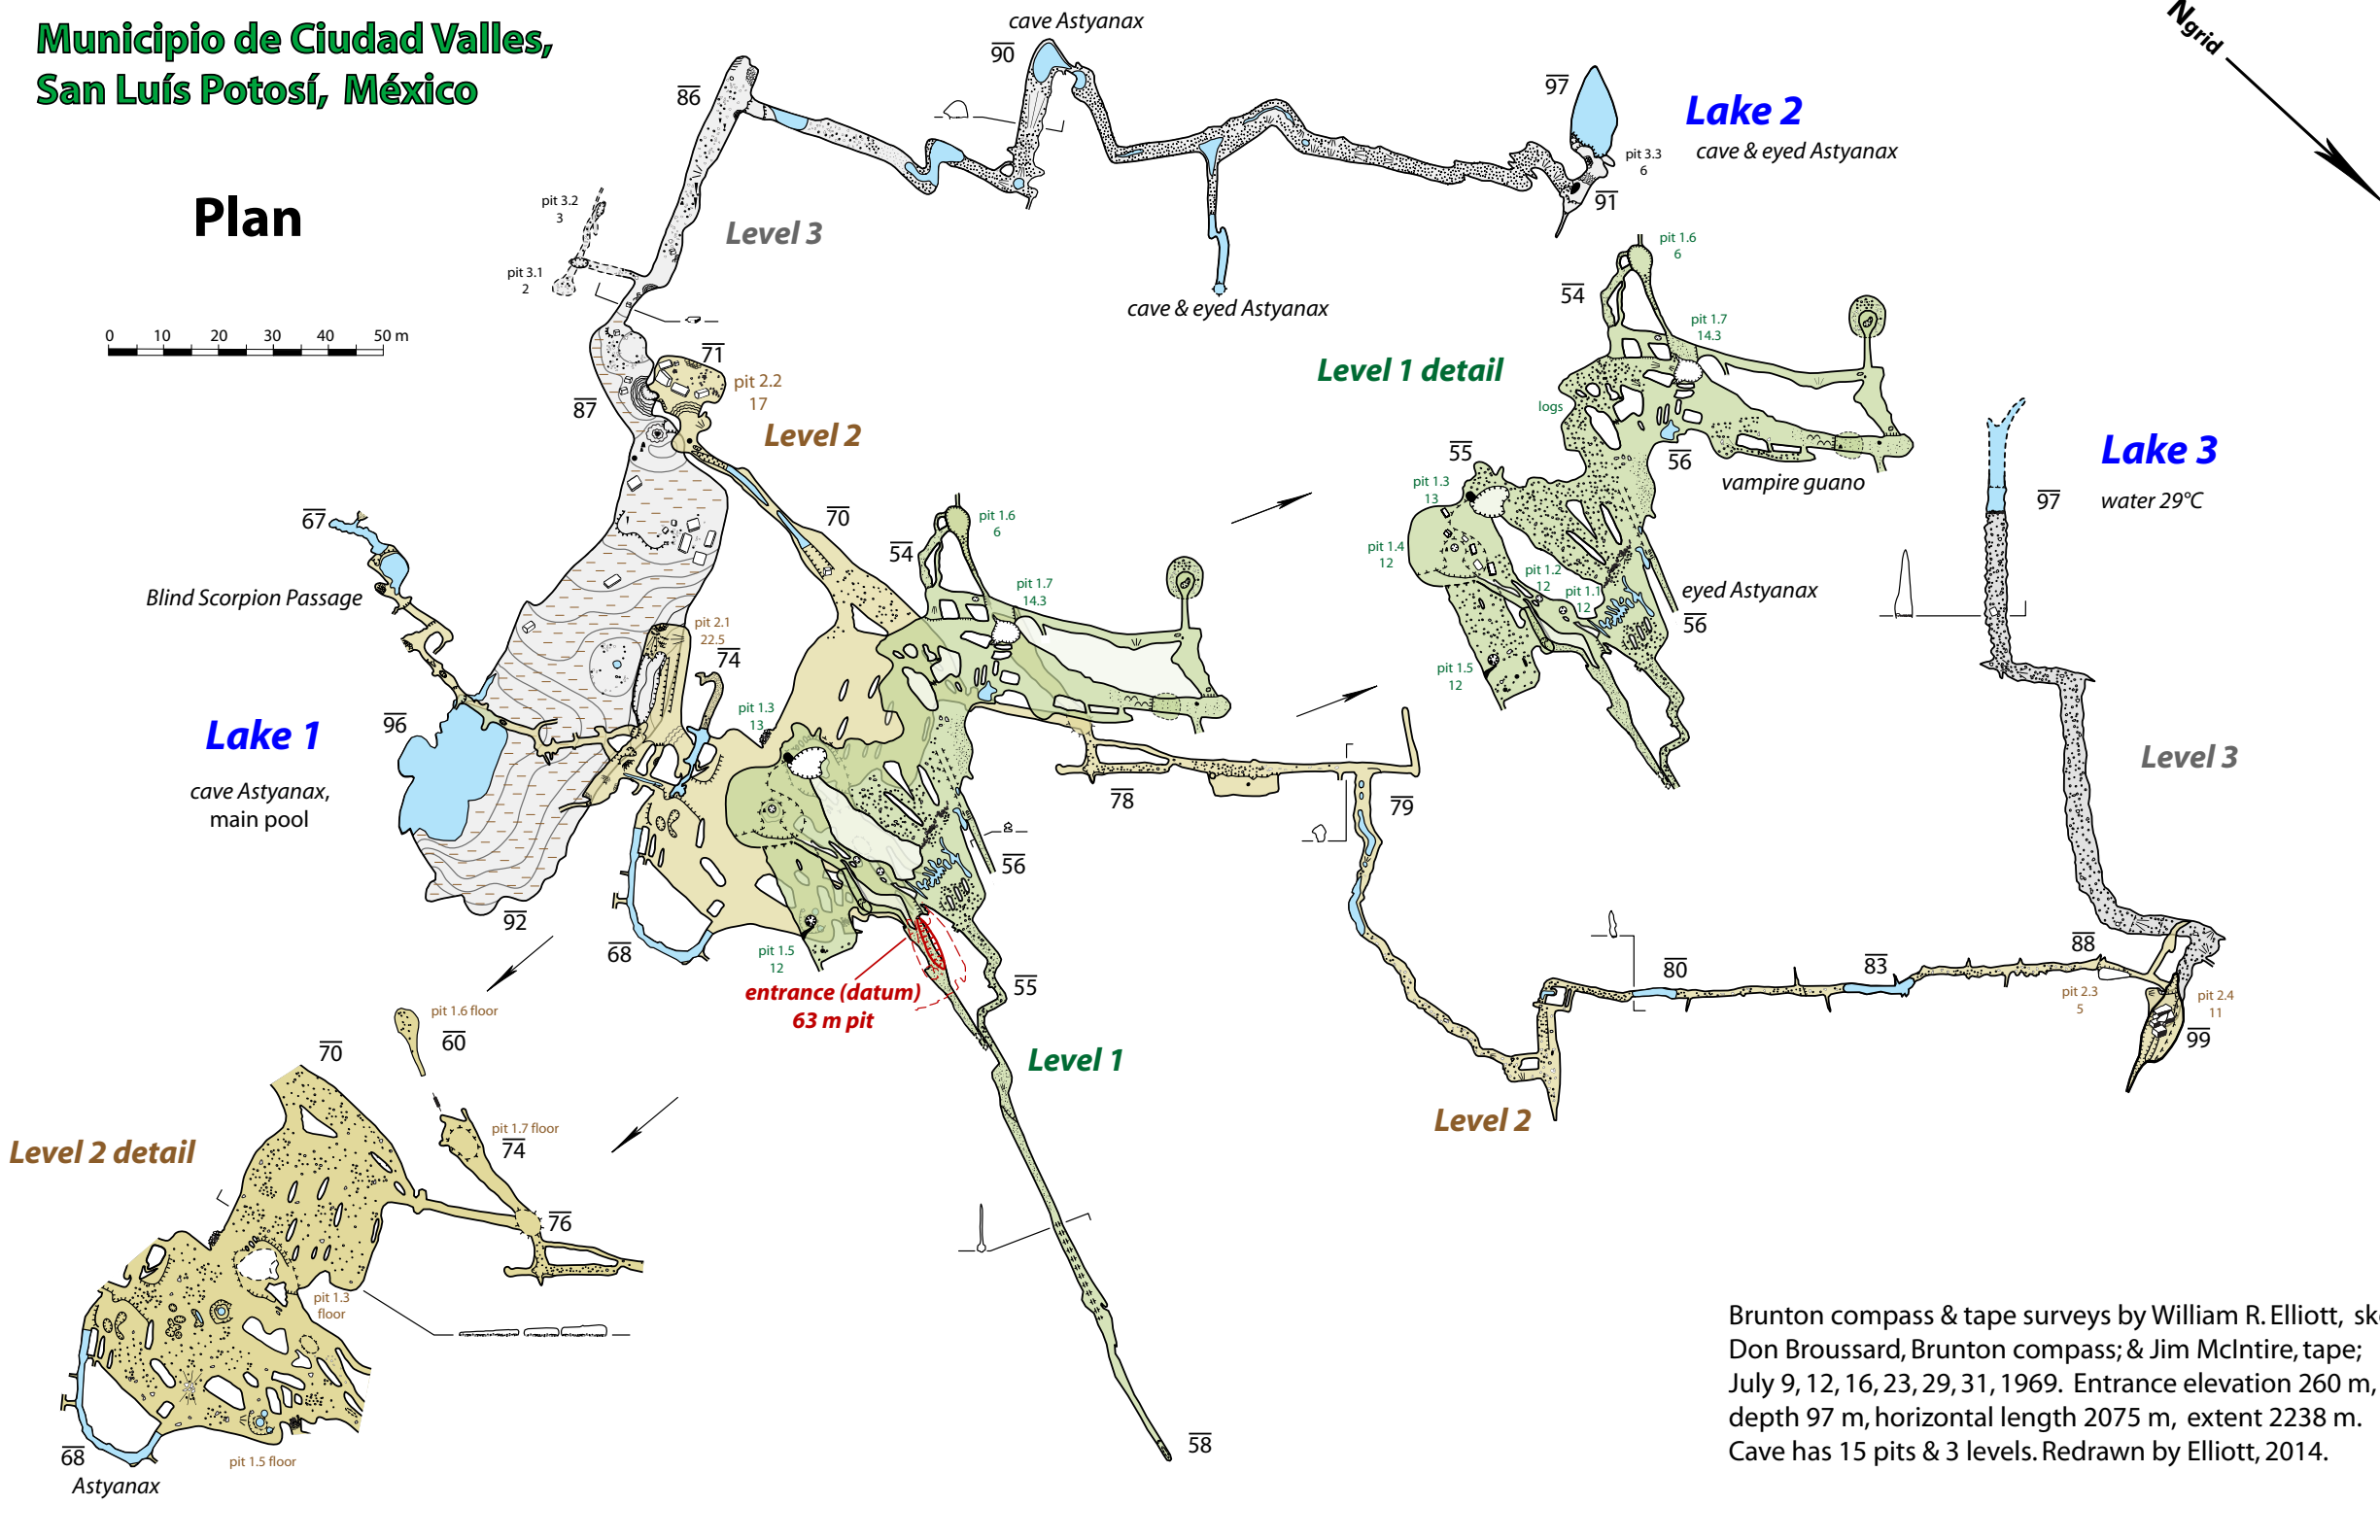 Municipio de Ciudad Valles,
San Luís Potosí, México
Plan
0 10 20 30 40 50 m
Ngrid
cave Astyanax
90
86
97
Lake 2
cave & eyed Astyanax
pit 3.3
6
91
Level 3
pit 3.2
3
pit 3.1
2
cave & eyed Astyanax
71
pit 2.2
17
87
Level 2
70
67
Blind Scorpion Passage
pit 2.1
22.5
74
96
Lake 1
cave Astyanax,
main pool
92
68
pit 1.3
13
54
pit 1.6
6
pit 1.7
14.3
56
pit 1.5
12
entrance (datum)
63 m pit
55
Level 1
58
Level 1 detail
pit 1.6
6
54
pit 1.7
14.3
logs
55
56
vampire guano
pit 1.3
13
pit 1.4
12
pit 1.2
12
pit 1.1
12
eyed Astyanax
56
pit 1.5
12
78
79
80
83
88
pit 2.3
5
pit 2.4
11
99
Level 2
97
Lake 3
water 29°C
Level 3
pit 1.6 floor
60
70
Level 2 detail
pit 1.7 floor
74
76
pit 1.3
floor
68
Astyanax
pit 1.5 floor
Brunton compass & tape surveys by William R. Elliott, sk
Don Broussard, Brunton compass; & Jim McIntire, tape;
July 9, 12, 16, 23, 29, 31, 1969. Entrance elevation 260 m,
depth 97 m, horizontal length 2075 m, extent 2238 m.
Cave has 15 pits & 3 levels. Redrawn by Elliott, 2014.